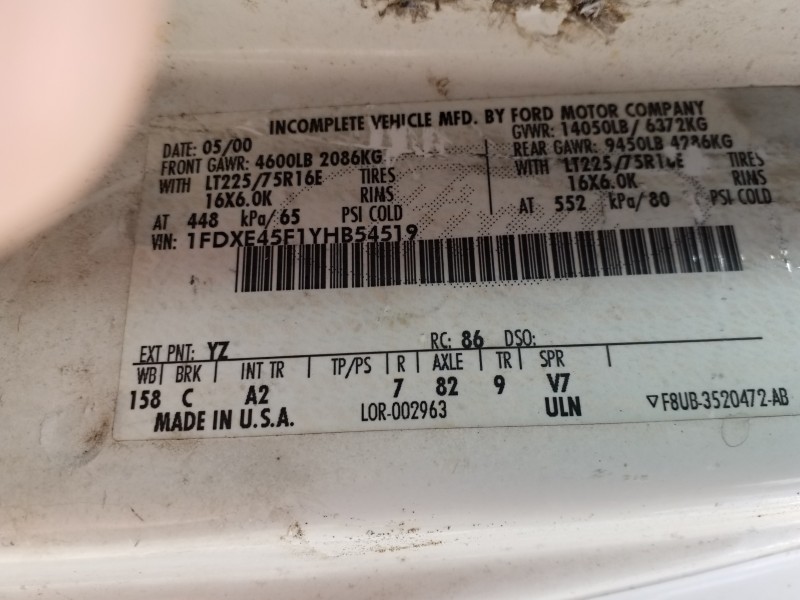 INCOMPLETE VEHICLE MFD. BY FORD MOTOR COMPANY
DATE: 05/00 GVWR: 14050LB/ 6372KG
FRONT GAWR: 4600LB 2086KG REAR GAWR: 9450LB 4286KG
WITH LT225/75R16E TIRES WITH LT225/75R16E TIRES
16X6.0K RINS 16X6.0K RINS
AT 448 kPa/65 PSI COLD AT 552 kPa/80 PSI COLD
VIN: 1FDXE45F1YHB54519
EXT PNT: YZ RC: 86 DSO:
WB BRK INT TR TP/PS R AXLE TR SPR
158 C A2 7 82 9 V7
MADE IN U.S.A. LOR-002963 ULN ▽F8UB-3520472-AB